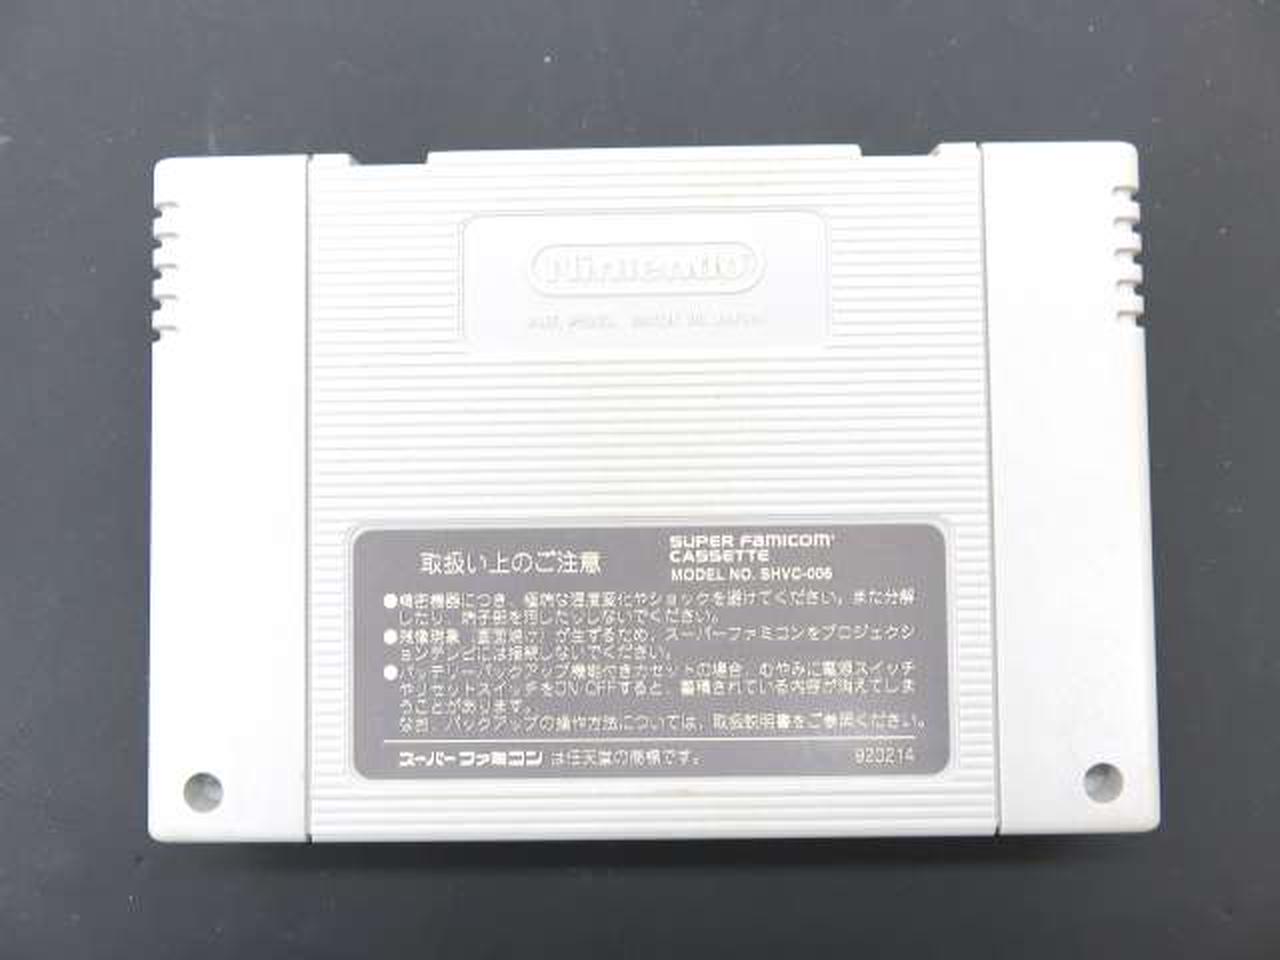 Nintendo
PAT. PEND. MADE IN JAPAN
取扱い上のご注意
SUPER FAMICOM
CASSETTE
MODEL NO. SHVC-006
●精密機器につき、極端な温度変化やショックを避けてください。また分解
したり、端子部を汚したりしないでください。
●残像現象（画面焼け）が生ずるため、スーパーファミコンをプロジェクシ
ョンテレビには接続しないでください。
●バッテリーバックアップ機能付きカセットの場合、むやみに電源スイッチ
やリセットスイッチをON/OFFすると、蓄積されている内容が消えてしま
うことがあります。
なお、バックアップの操作方法については、取扱説明書をご参照ください。
スーパーファミコン は任天堂の商標です。
920214